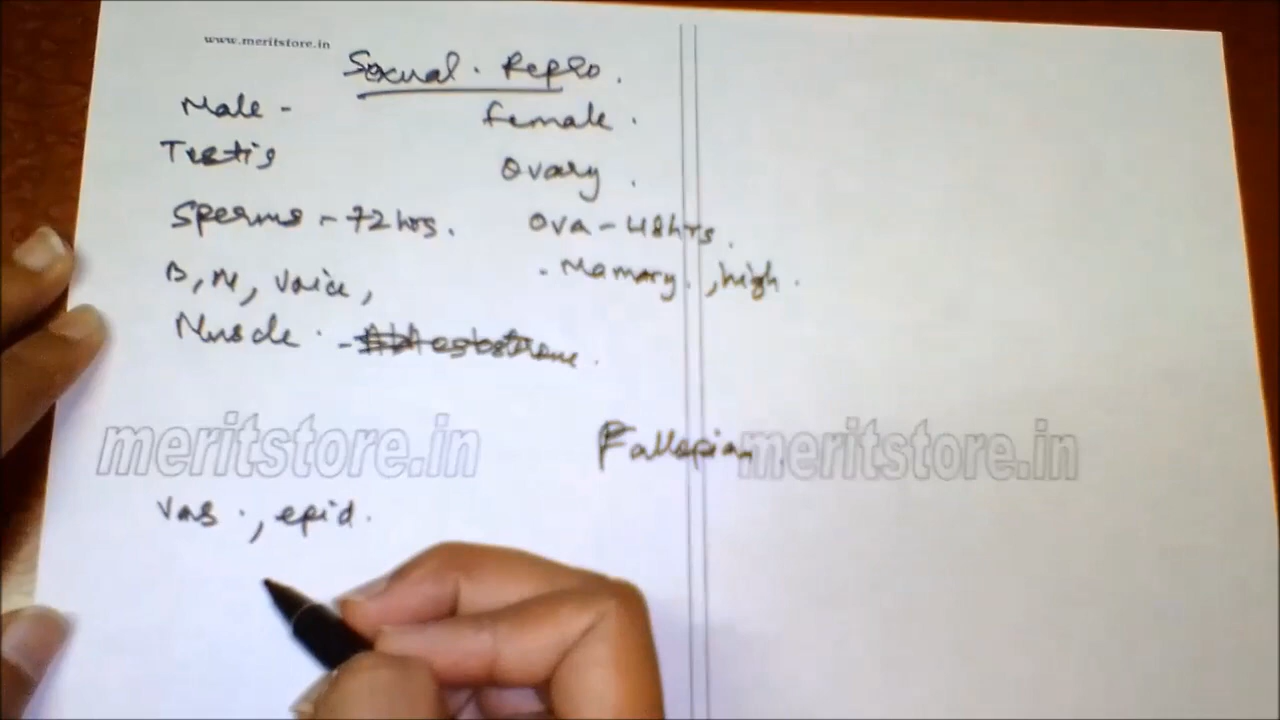 www.meritstore.in
Sexual. Repro.
Male -
Female.
Testis
Ovary.
Sperms - 72 hrs.
Ova - 48 hrs.
B, M, Voice,
. Mamary., high.
Muscle. -
Fallopian
meritstore.in
meritstore.in
Vas ., epid.